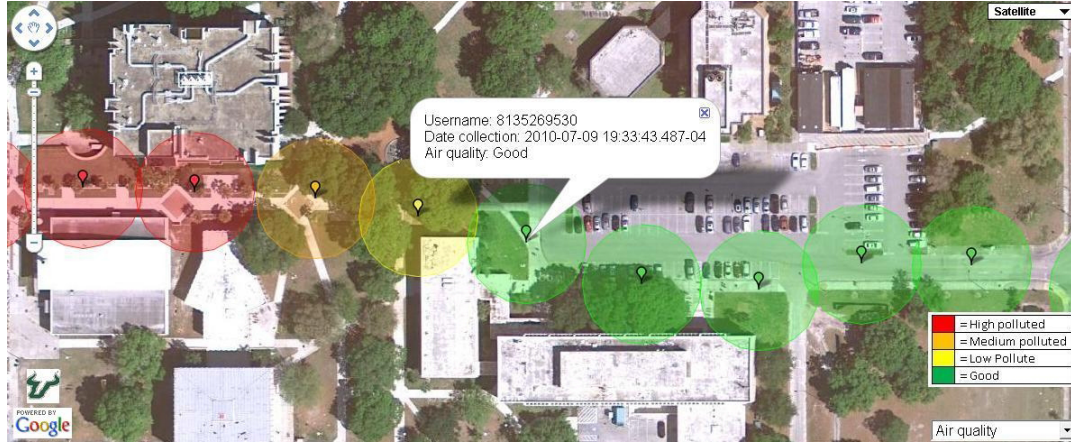 Satellite
Username: 8135269530
Date collection: 2010-07-09 19:33:43.487-04
Air quality: Good
= High polluted
= Medium polluted
= Low Pollute
= Good
POWERED BY
Google
Air quality